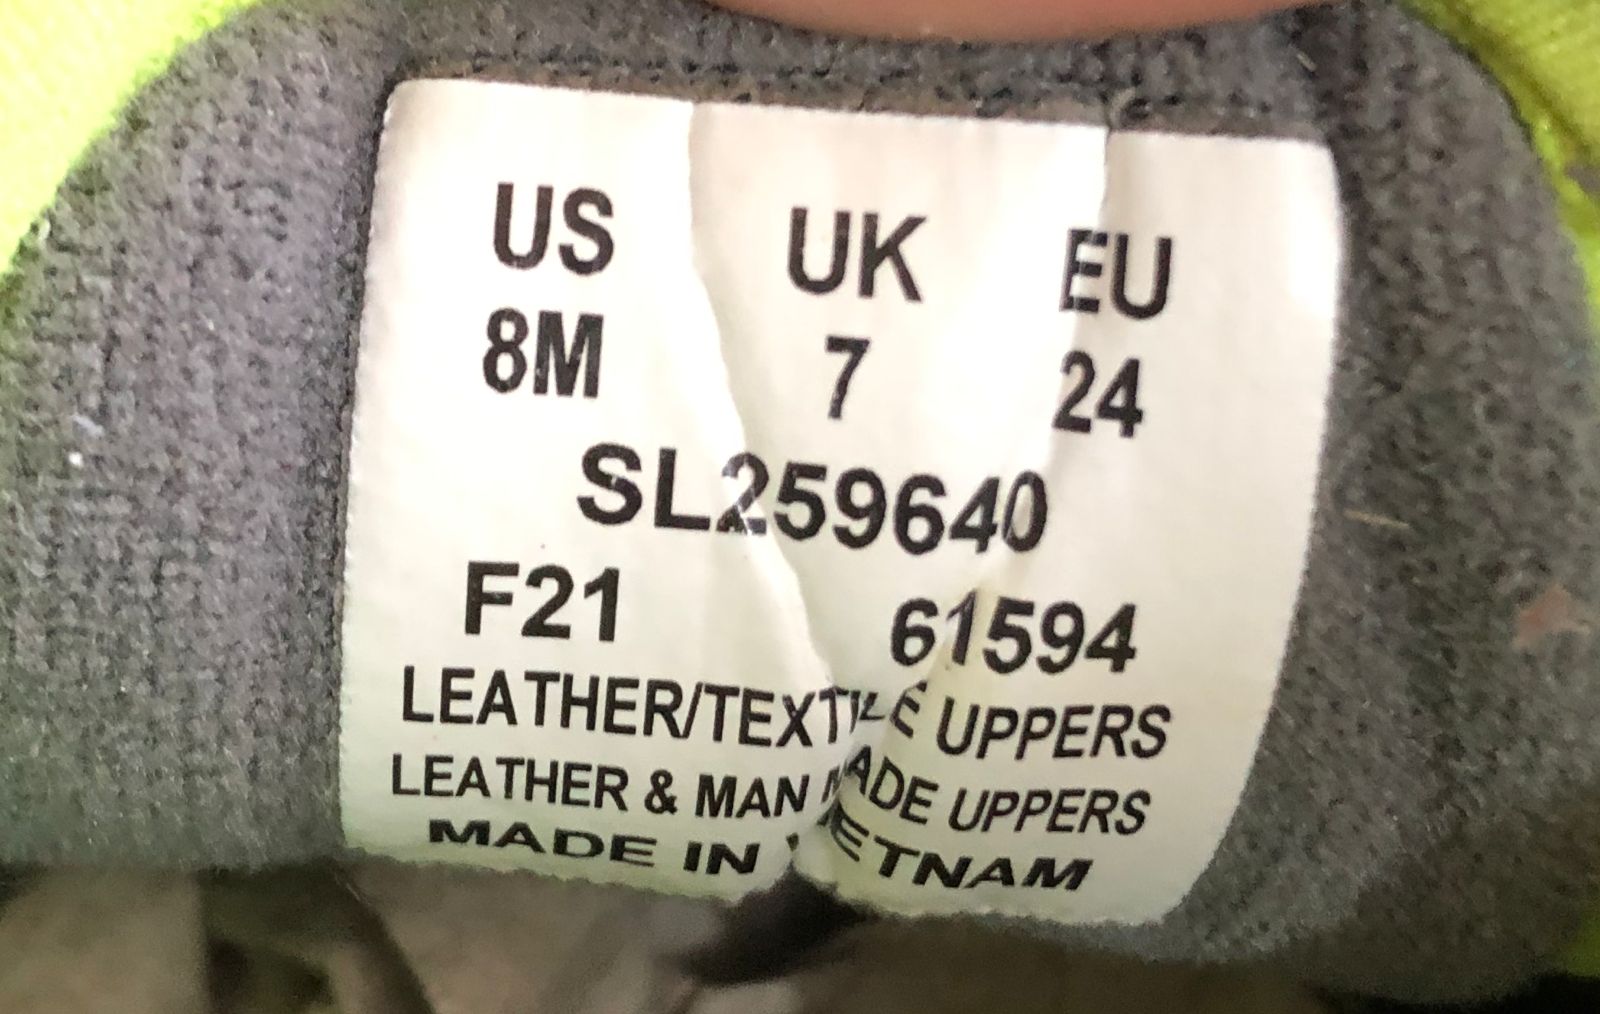 US UK EU
8M 7 24
SL259640
F21 61594
LEATHER/TEXTILE UPPERS
LEATHER & MAN MADE UPPERS
MADE IN VIETNAM